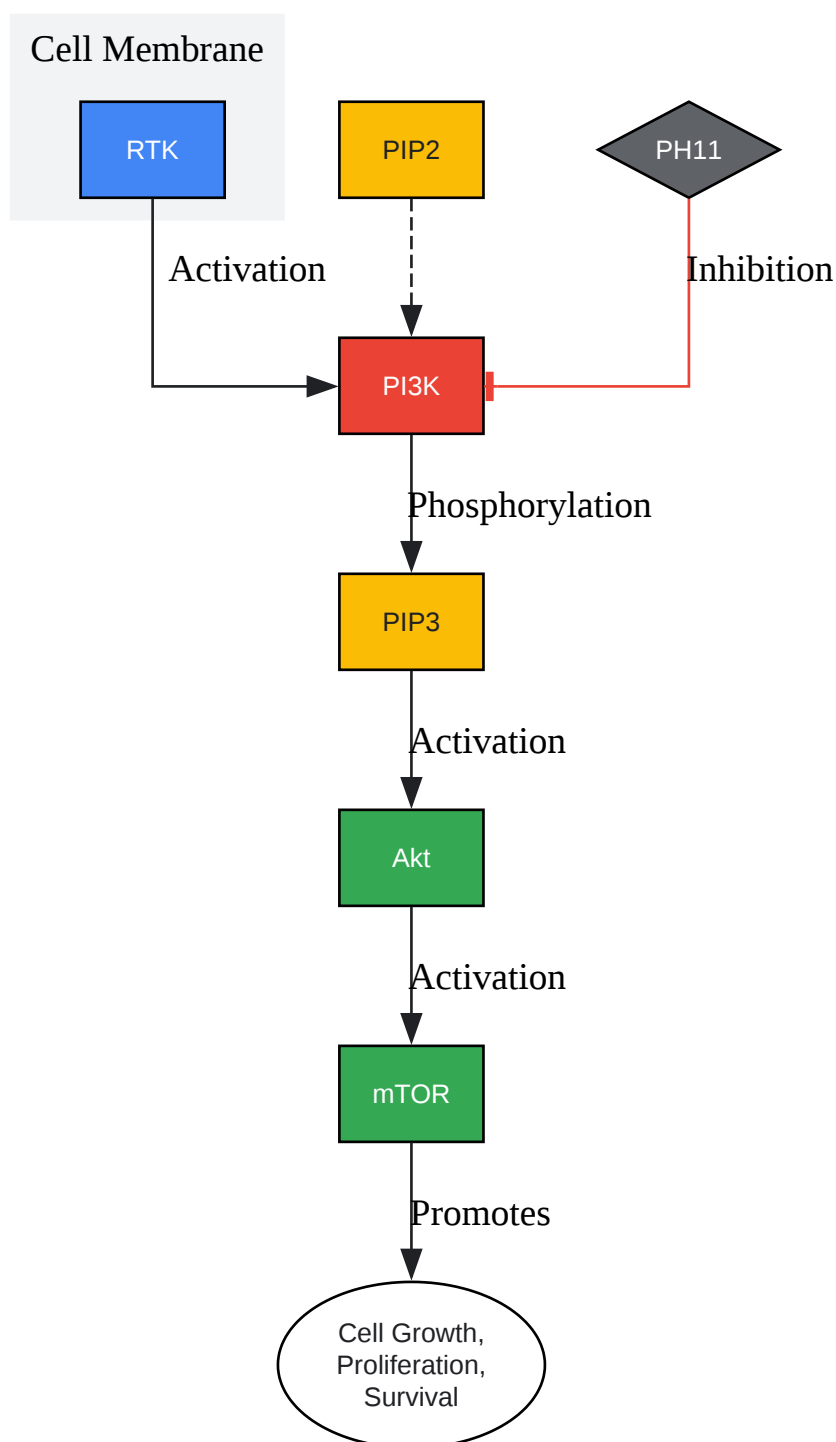 Cell Membrane
RTK
PIP2
PH11
Activation
Inhibition
PI3K
Phosphorylation
PIP3
Activation
Akt
Activation
mTOR
Promotes
Cell Growth,
Proliferation,
Survival